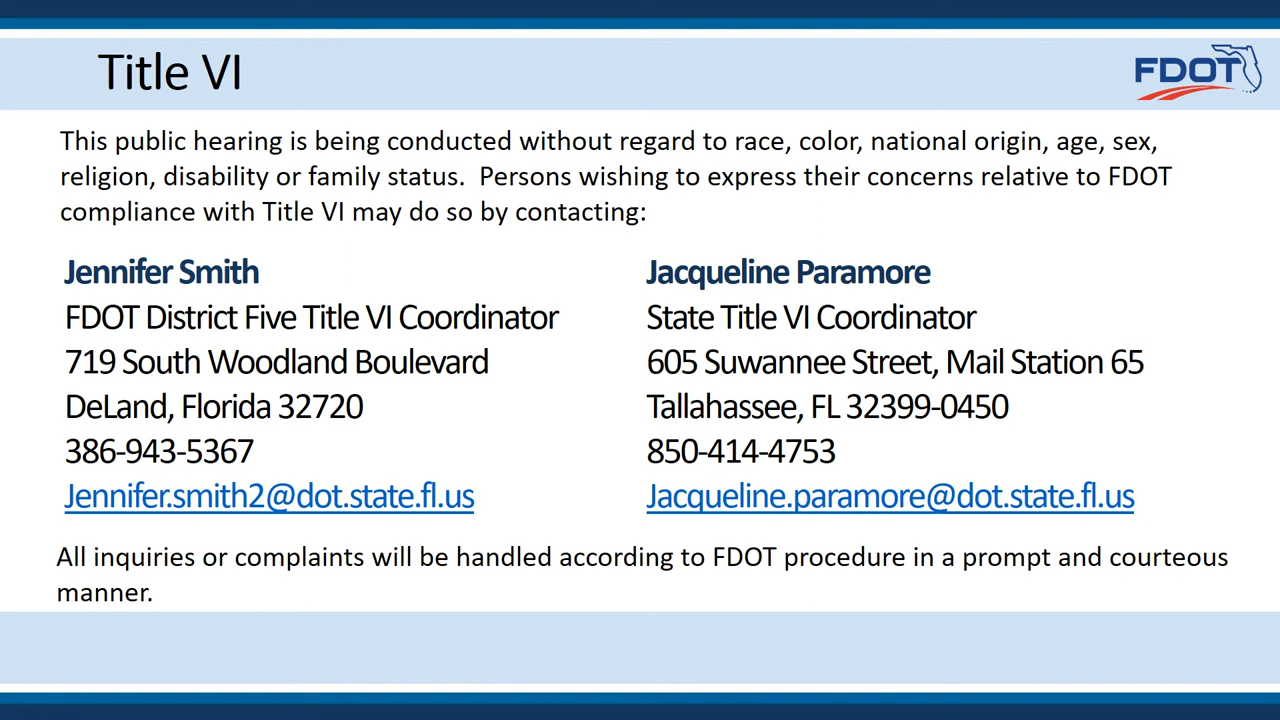 Title VI
FDOT
This public hearing is being conducted without regard to race, color, national origin, age, sex,
religion, disability or family status.  Persons wishing to express their concerns relative to FDOT
compliance with Title VI may do so by contacting:
Jennifer Smith
FDOT District Five Title VI Coordinator
719 South Woodland Boulevard
DeLand, Florida 32720
386-943-5367
Jennifer.smith2@dot.state.fl.us
Jacqueline Paramore
State Title VI Coordinator
605 Suwannee Street, Mail Station 65
Tallahassee, FL 32399-0450
850-414-4753
Jacqueline.paramore@dot.state.fl.us
All inquiries or complaints will be handled according to FDOT procedure in a prompt and courteous
manner.